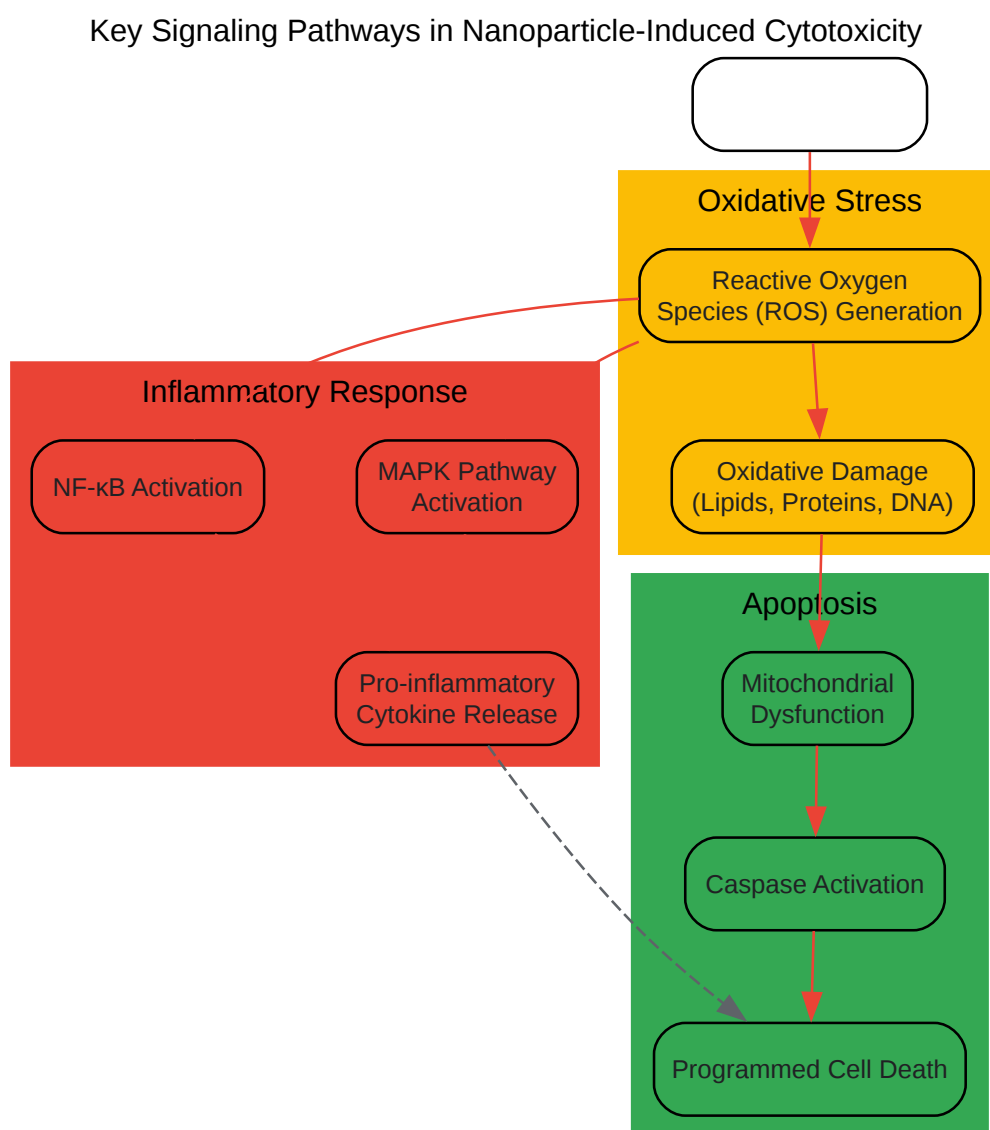 Key Signaling Pathways in Nanoparticle-Induced Cytotoxicity
Oxidative Stress
Reactive Oxygen
Species (ROS) Generation
Inflammatory Response
NF-κB Activation
MAPK Pathway
Activation
Oxidative Damage
(Lipids, Proteins, DNA)
Apoptosis
Pro-inflammatory
Cytokine Release
Mitochondrial
Dysfunction
Caspase Activation
Programmed Cell Death